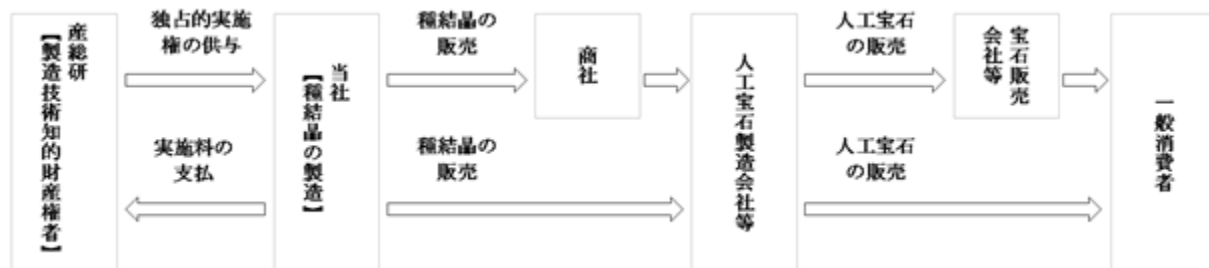 産総研
【製造技術知的財産権者】
独占的実施
権の供与
実施料の
支払
当社
【種結晶の製造】
種結晶の
販売
種結晶の
販売
商社
人工宝石製造会社等
人工宝石
の販売
人工宝石
の販売
宝石販売
会社等
一般消費者